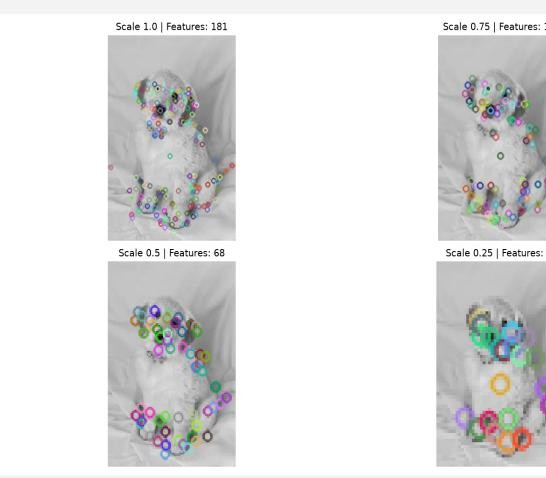 Scale 1.0 | Features: 181
Scale 0.75 | Features:
Scale 0.5 | Features: 68
Scale 0.25 | Features: